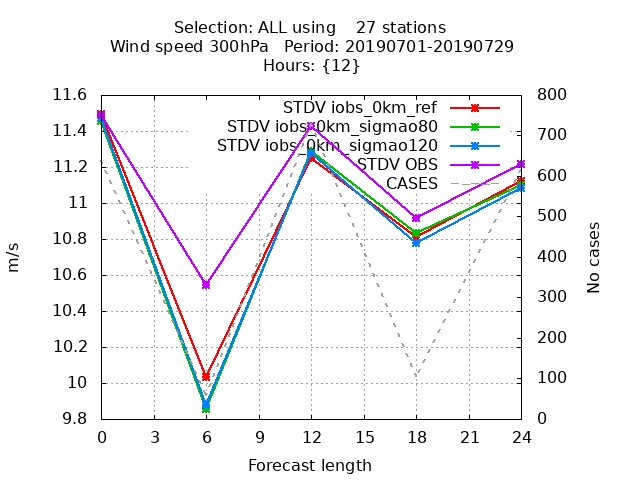 Selection: ALL using    27 stations
Wind speed 300hPa   Period: 20190701-20190729
Hours: {12}
11.6
11.4
11.2
11
10.8
10.6
10.4
10.2
10
9.8
m/s
STDV iobs_0km_ref
STDV iobs_0km_sigmao80
STDV iobs_0km_sigmao120
STDV OBS
CASES
800
700
600
500
400
300
200
100
0
No cases
0 3 6 9 12 15 18 21 24
Forecast length